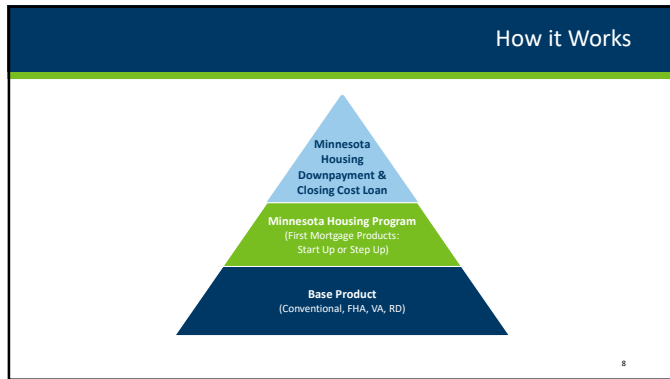 How it Works
Minnesota
Housing
Downpayment &
Closing Cost Loan
Minnesota Housing Program
(First Mortgage Products:
Start Up or Step Up)
Base Product
(Conventional, FHA, VA, RD)
8